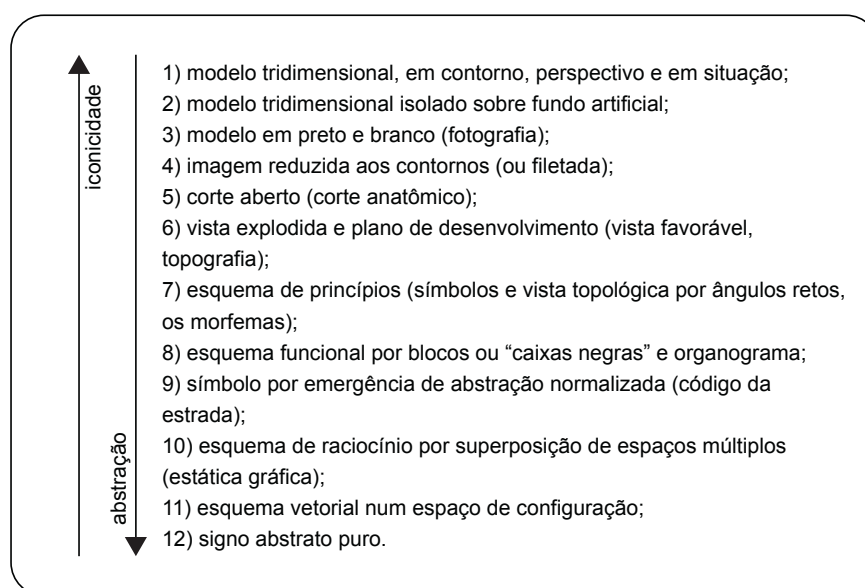 iconicidade
abstração
1) modelo tridimensional, em contorno, perspectivo e em situação;
2) modelo tridimensional isolado sobre fundo artificial;
3) modelo em preto e branco (fotografia);
4) imagem reduzida aos contornos (ou filetada);
5) corte aberto (corte anatômico);
6) vista explodida e plano de desenvolvimento (vista favorável,
topografia);
7) esquema de princípios (símbolos e vista topológica por ângulos retos,
os morfemas);
8) esquema funcional por blocos ou “caixas negras” e organograma;
9) símbolo por emergência de abstração normalizada (código da
estrada);
10) esquema de raciocínio por superposição de espaços múltiplos
(estática gráfica);
11) esquema vetorial num espaço de configuração;
12) signo abstrato puro.